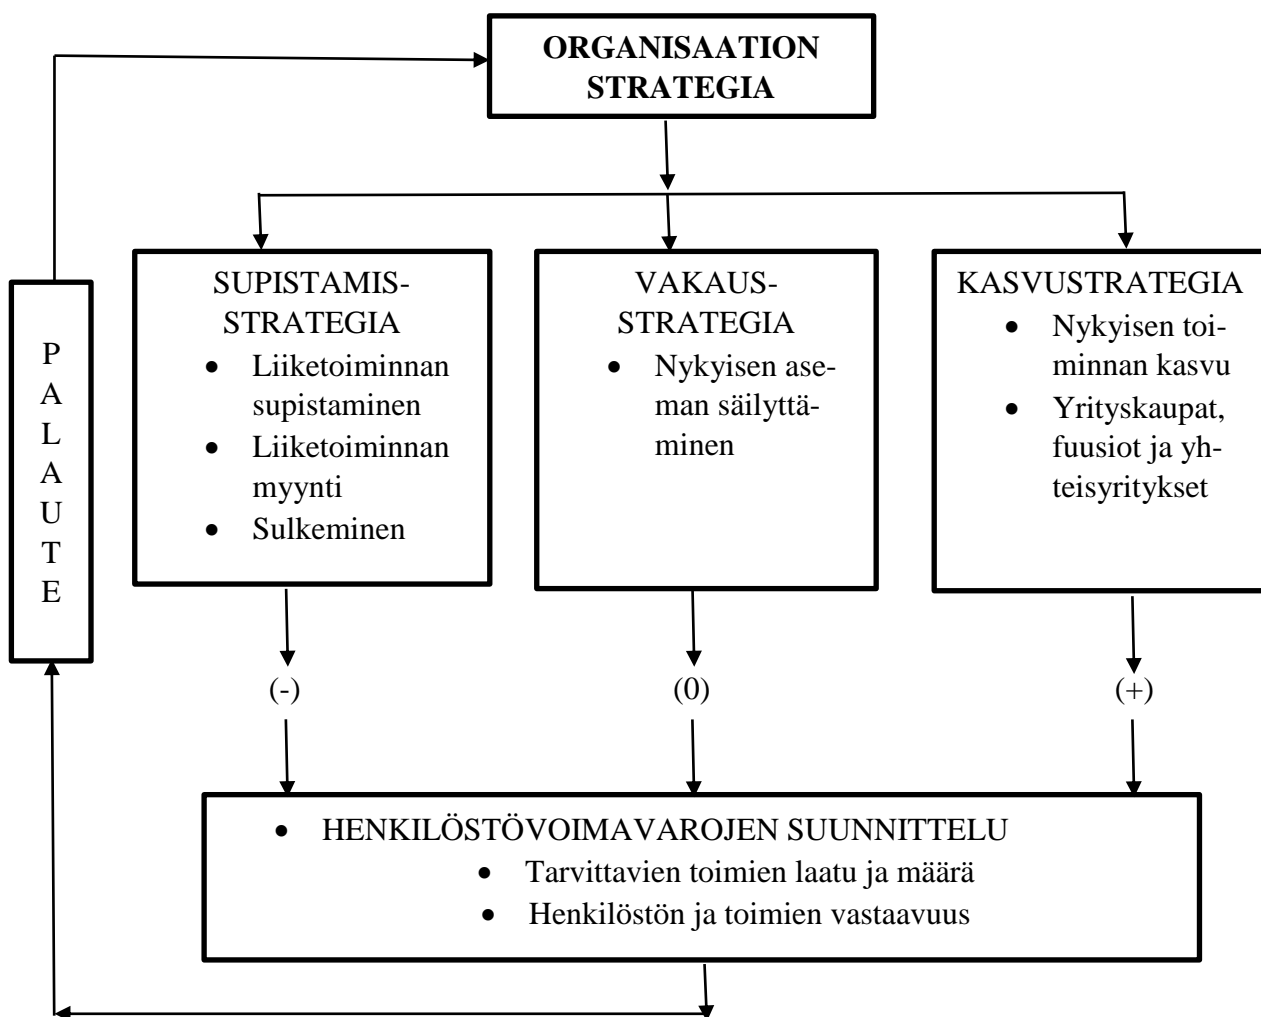 ORGANISAATION
STRATEGIA
SUPISTAMIS-
STRATEGIA
• Liiketoiminnan
supistaminen
• Liiketoiminnan
myynti
• Sulkeminen
VAKAUS-
STRATEGIA
• Nykyisen ase-
man säilyttä-
minen
KASVUSTRATEGIA
• Nykyisen toi-
minnan kasvu
• Yrityskaupat,
fuusiot ja yh-
teisyritykset
P
A
L
A
U
T
E
(-)
(0)
(+)
• HENKILÖSTÖVOIMAVAROJEN SUUNNITTELU
• Tarvittavien toimien laatu ja määrä
• Henkilöstön ja toimien vastaavuus